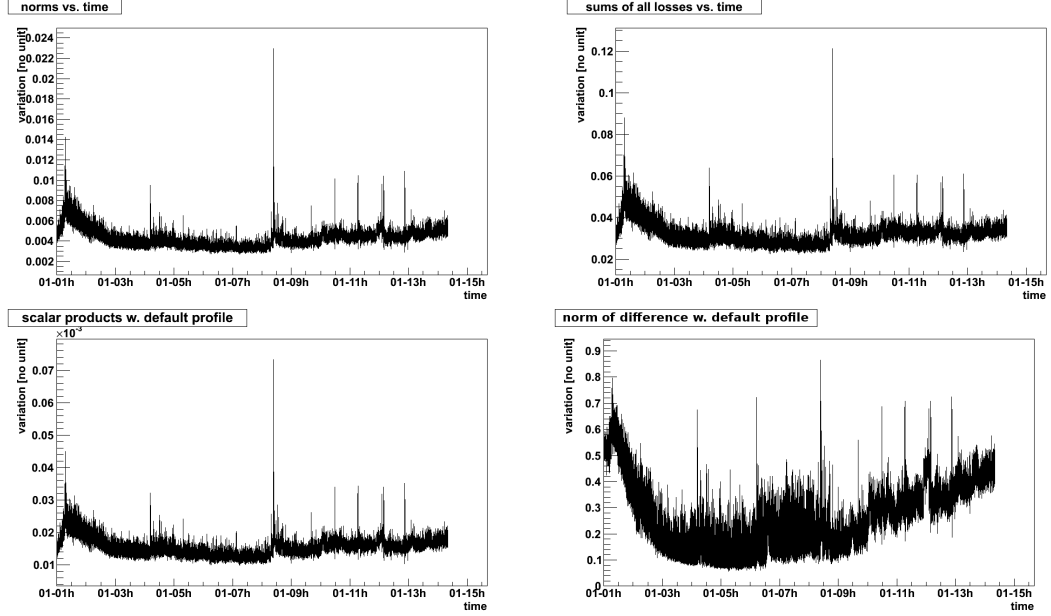 norms vs. time
variation [no unit]
0.024
0.022
0.02
0.018
0.016
0.014
0.012
0.01
0.008
0.006
0.004
0.002
01-01h 01-03h 01-05h 01-07h 01-09h 01-11h 01-13h 01-15h
time
sums of all losses vs. time
variation [no unit]
0.12
0.1
0.08
0.06
0.04
0.02
01-01h 01-03h 01-05h 01-07h 01-09h 01-11h 01-13h 01-15h
time
scalar products w. default profile
×10⁻³
variation [no unit]
0.07
0.06
0.05
0.04
0.03
0.02
0.01
01-01h 01-03h 01-05h 01-07h 01-09h 01-11h 01-13h 01-15h
time
norm of difference w. default profile
variation [no unit]
0.9
0.8
0.7
0.6
0.5
0.4
0.3
0.2
0.1
0
01-01h 01-03h 01-05h 01-07h 01-09h 01-11h 01-13h 01-15h
time